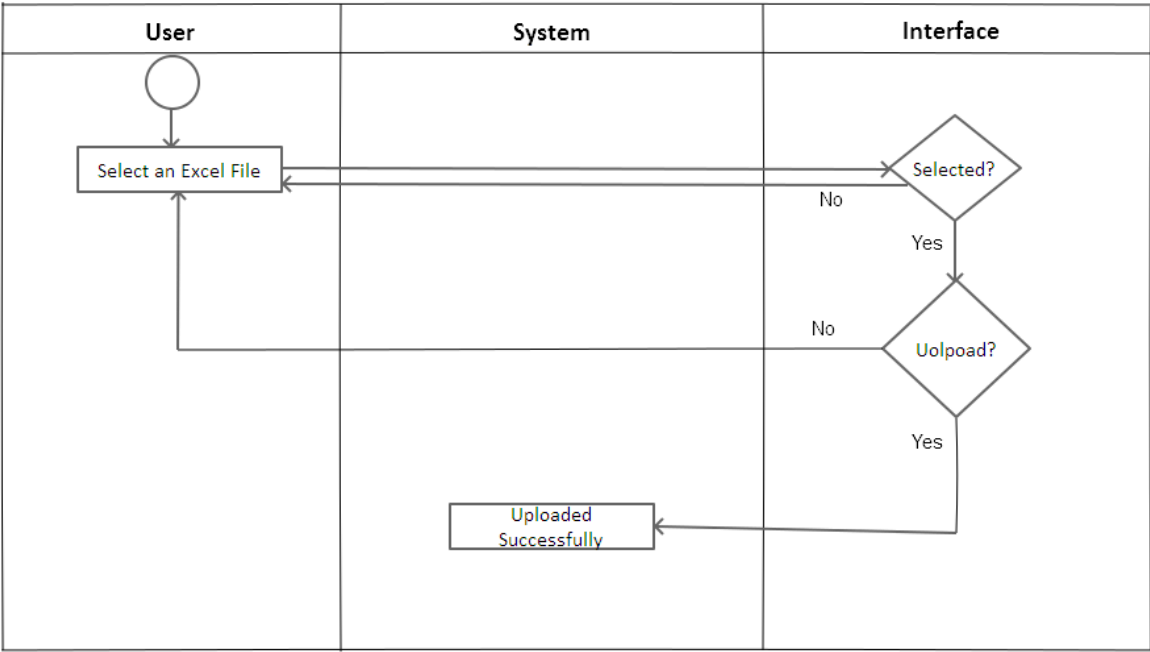 User
System
Interface
Select an Excel File
Selected?
No
Yes
No
Uolpoad?
Yes
Uploaded
Successfully